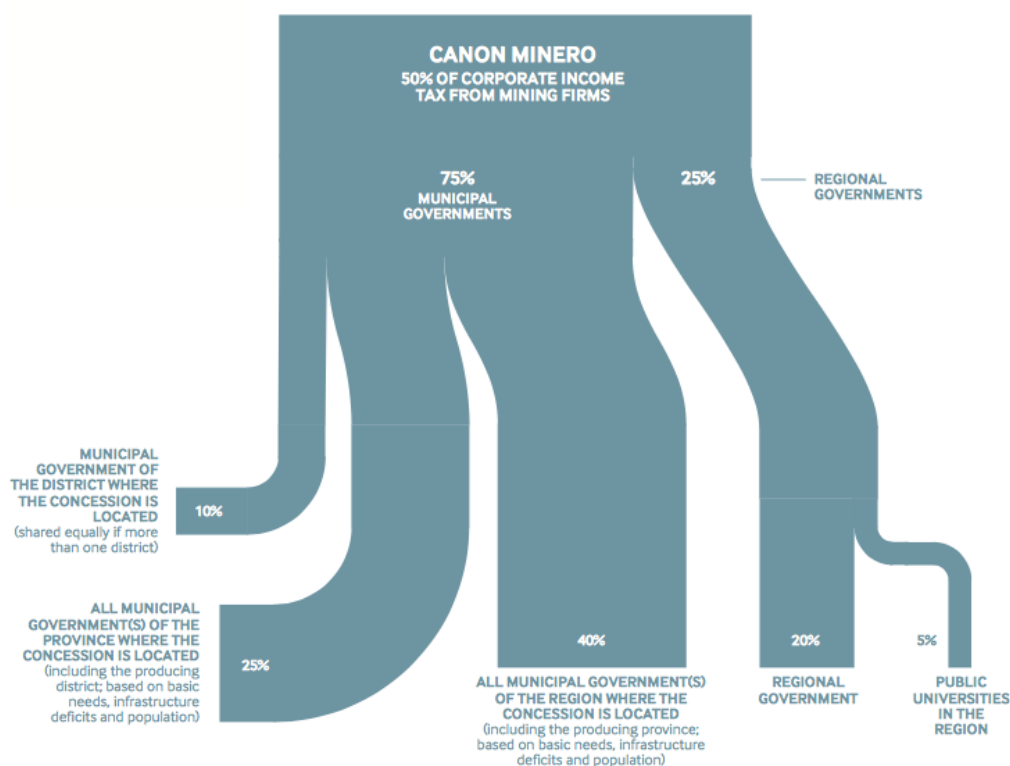 CANON MINERO
50% OF CORPORATE INCOME
TAX FROM MINING FIRMS
75%
MUNICIPAL
GOVERNMENTS
25%
REGIONAL
GOVERNMENTS
MUNICIPAL
GOVERNMENT OF
THE DISTRICT WHERE
THE CONCESSION IS
LOCATED
(shared equally if more
than one district)
10%
ALL MUNICIPAL
GOVERNMENT(S) OF THE
PROVINCE WHERE THE
CONCESSION IS LOCATED
(including the producing
district; based on basic
needs, infrastructure
deficits and population)
25%
40%
ALL MUNICIPAL GOVERNMENT(S)
OF THE REGION WHERE THE
CONCESSION IS LOCATED
(including the producing province;
based on basic needs, infrastructure
deficits and population)
20%
REGIONAL
GOVERNMENT
5%
PUBLIC
UNIVERSITIES
IN THE
REGION